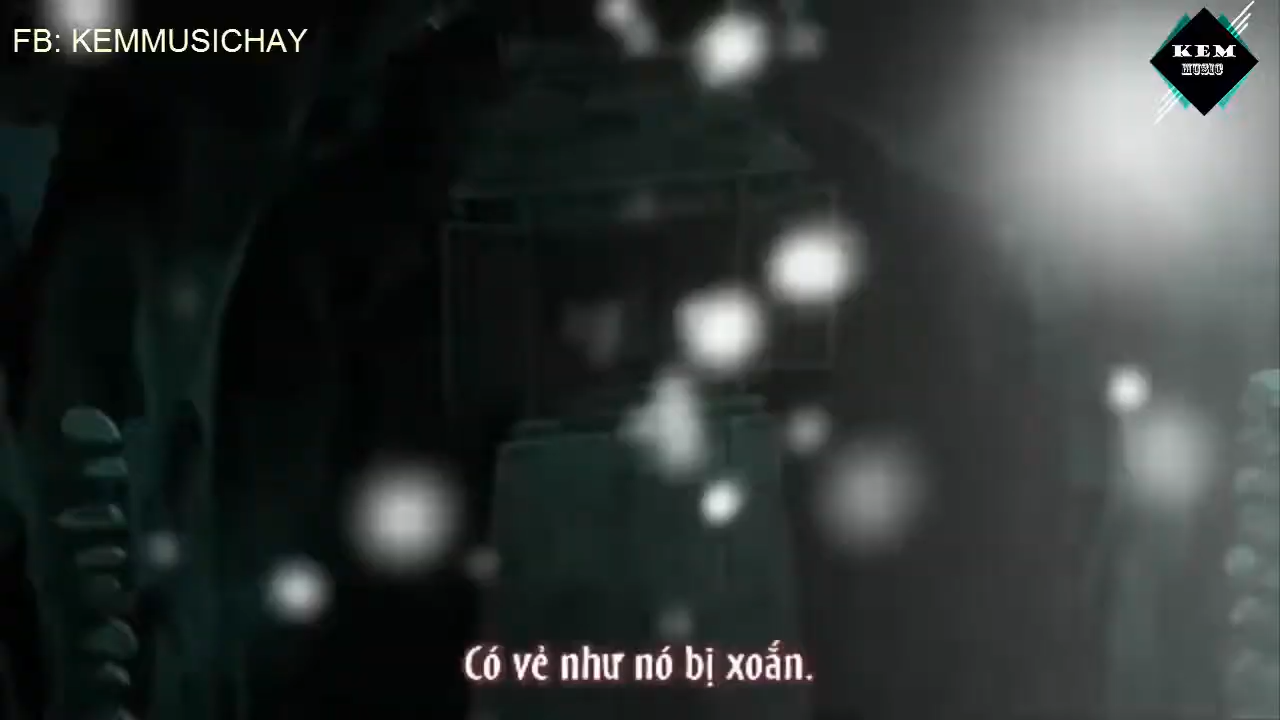 FB: KEMMUSICHAY
KEM
MUSIC
Có vẻ như nó bị xoắn.